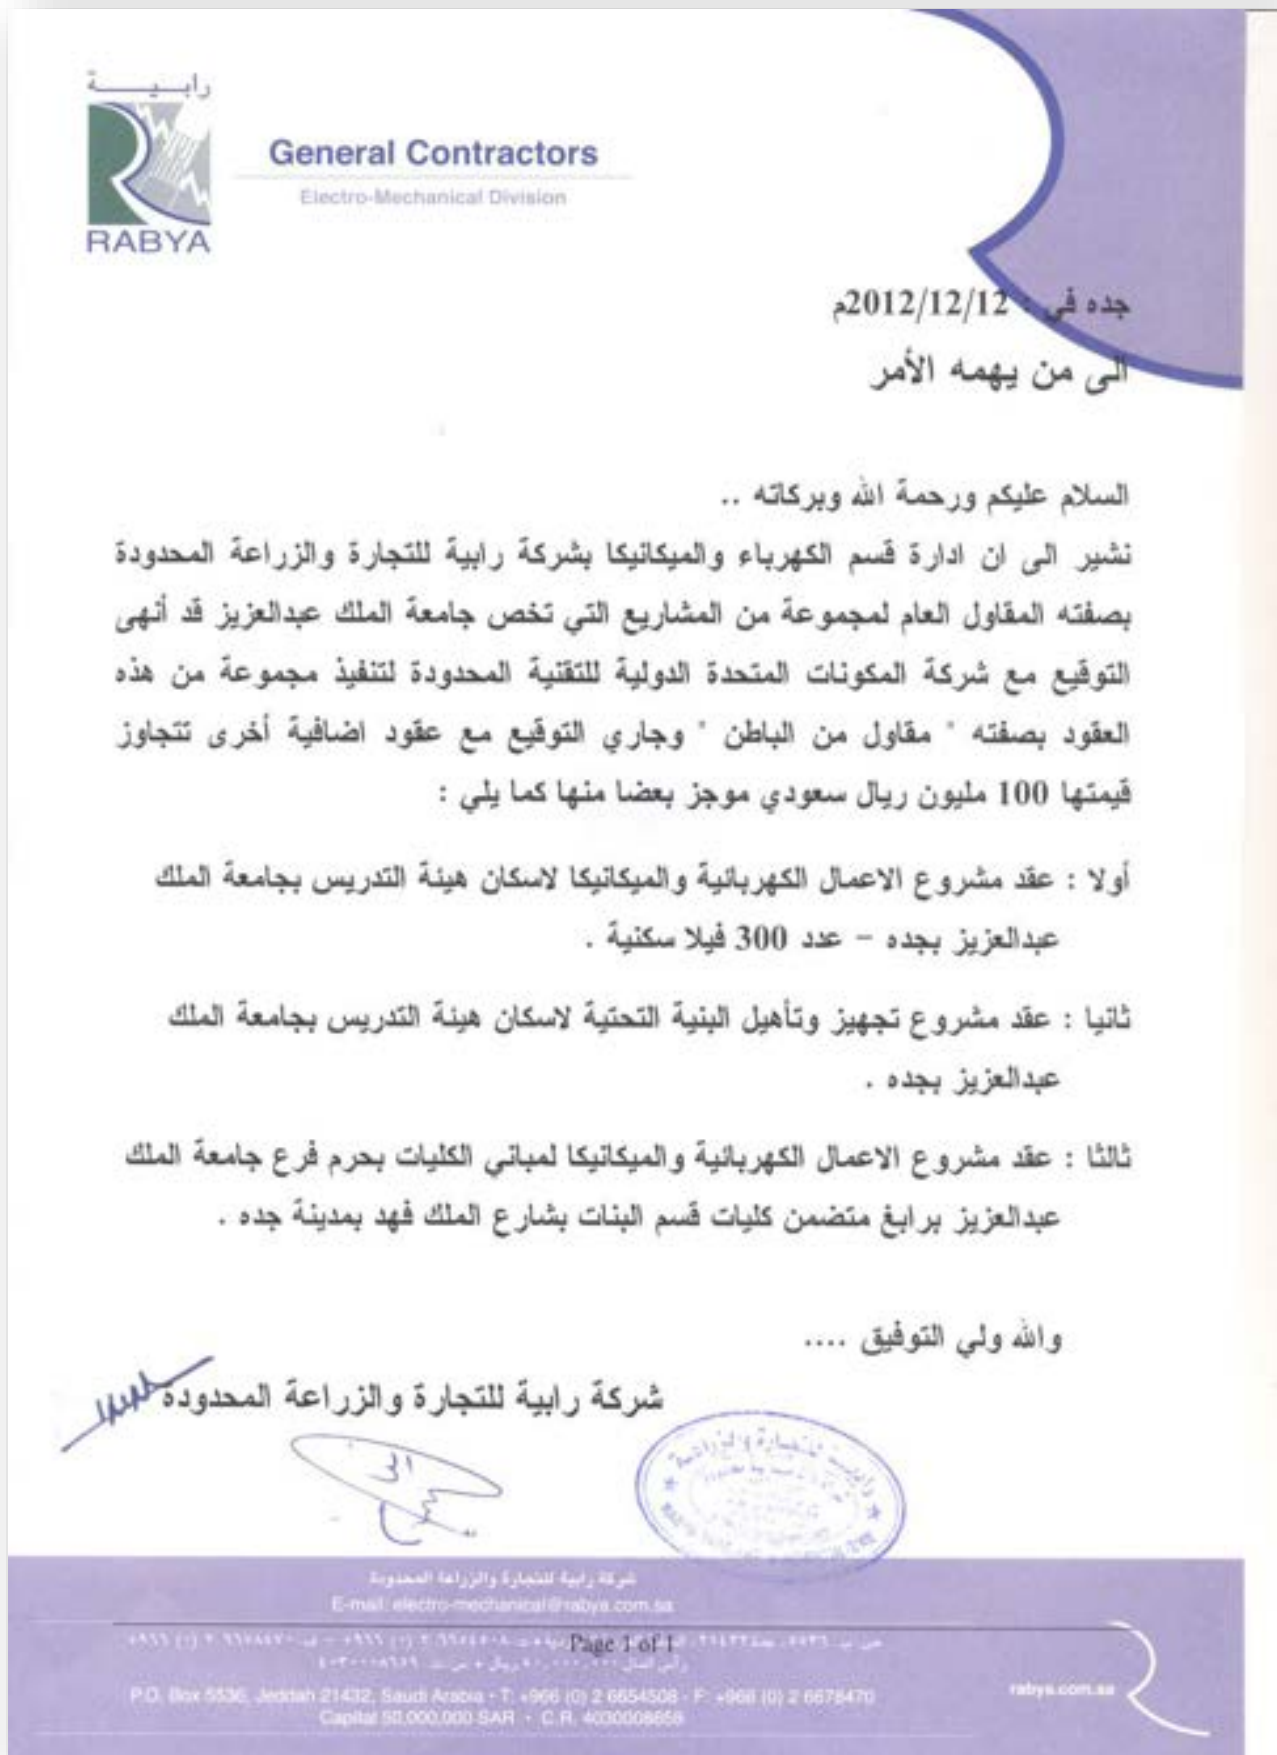 رابية
RABYA
General Contractors
Electro-Mechanical Division
جده في : 2012/12/12م
الى من يهمه الأمر
السلام عليكم ورحمة الله وبركاته ..
نشير الى ان ادارة قسم الكهرباء والميكانيكا بشركة رابية للتجارة والزراعة المحدودة
بصفته المقاول العام لمجموعة من المشاريع التي تخص جامعة الملك عبدالعزيز قد أنهى
التوقيع مع شركة المكونات المتحدة الدولية للتقنية المحدودة لتنفيذ مجموعة من هذه
العقود بصفته " مقاول من الباطن " وجاري التوقيع مع عقود اضافية أخرى تتجاوز
قيمتها 100 مليون ريال سعودي موجز بعضا منها كما يلي :
أولا : عقد مشروع الاعمال الكهربائية والميكانيكا لاسكان هيئة التدريس بجامعة الملك
عبدالعزيز بجده – عدد 300 فيلا سكنية .
ثانيا : عقد مشروع تجهيز وتأهيل البنية التحتية لاسكان هيئة التدريس بجامعة الملك
عبدالعزيز بجده .
ثالثا : عقد مشروع الاعمال الكهربائية والميكانيكا لمباني الكليات بحرم فرع جامعة الملك
عبدالعزيز برابغ متضمن كليات قسم البنات بشارع الملك فهد بمدينة جده .
والله ولي التوفيق ....
شركة رابية للتجارة والزراعة المحدوده
شركة رابية للتجارة والزراعة المحدودة
E-mail: electro-mechanical@rabya.com.sa
Page 1 of 1
P.O. Box 5536, Jeddah 21432, Saudi Arabia • T: +966 (0) 2 6654508 - F: +966 (0) 2 6678470
Capital 50,000,000 SAR • C.R. 4030008659
rabya.com.sa